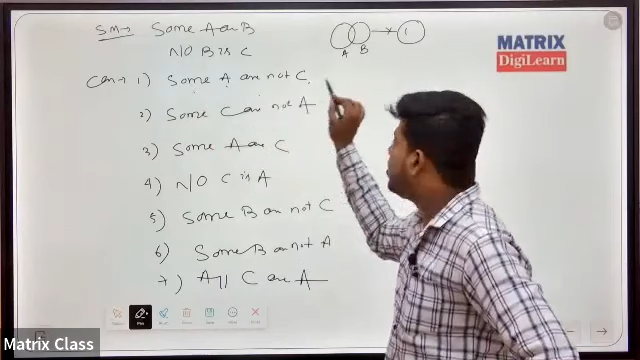 SM → Some A are B
NO B is C
A B C
MATRIX
DigiLearn
Con → 1) Some A are not C.
2) Some C are not A
3) Some A are C
4) NO C is A
5) Some B are not C
6) Some B are not A
7) All C are A
Matrix Class